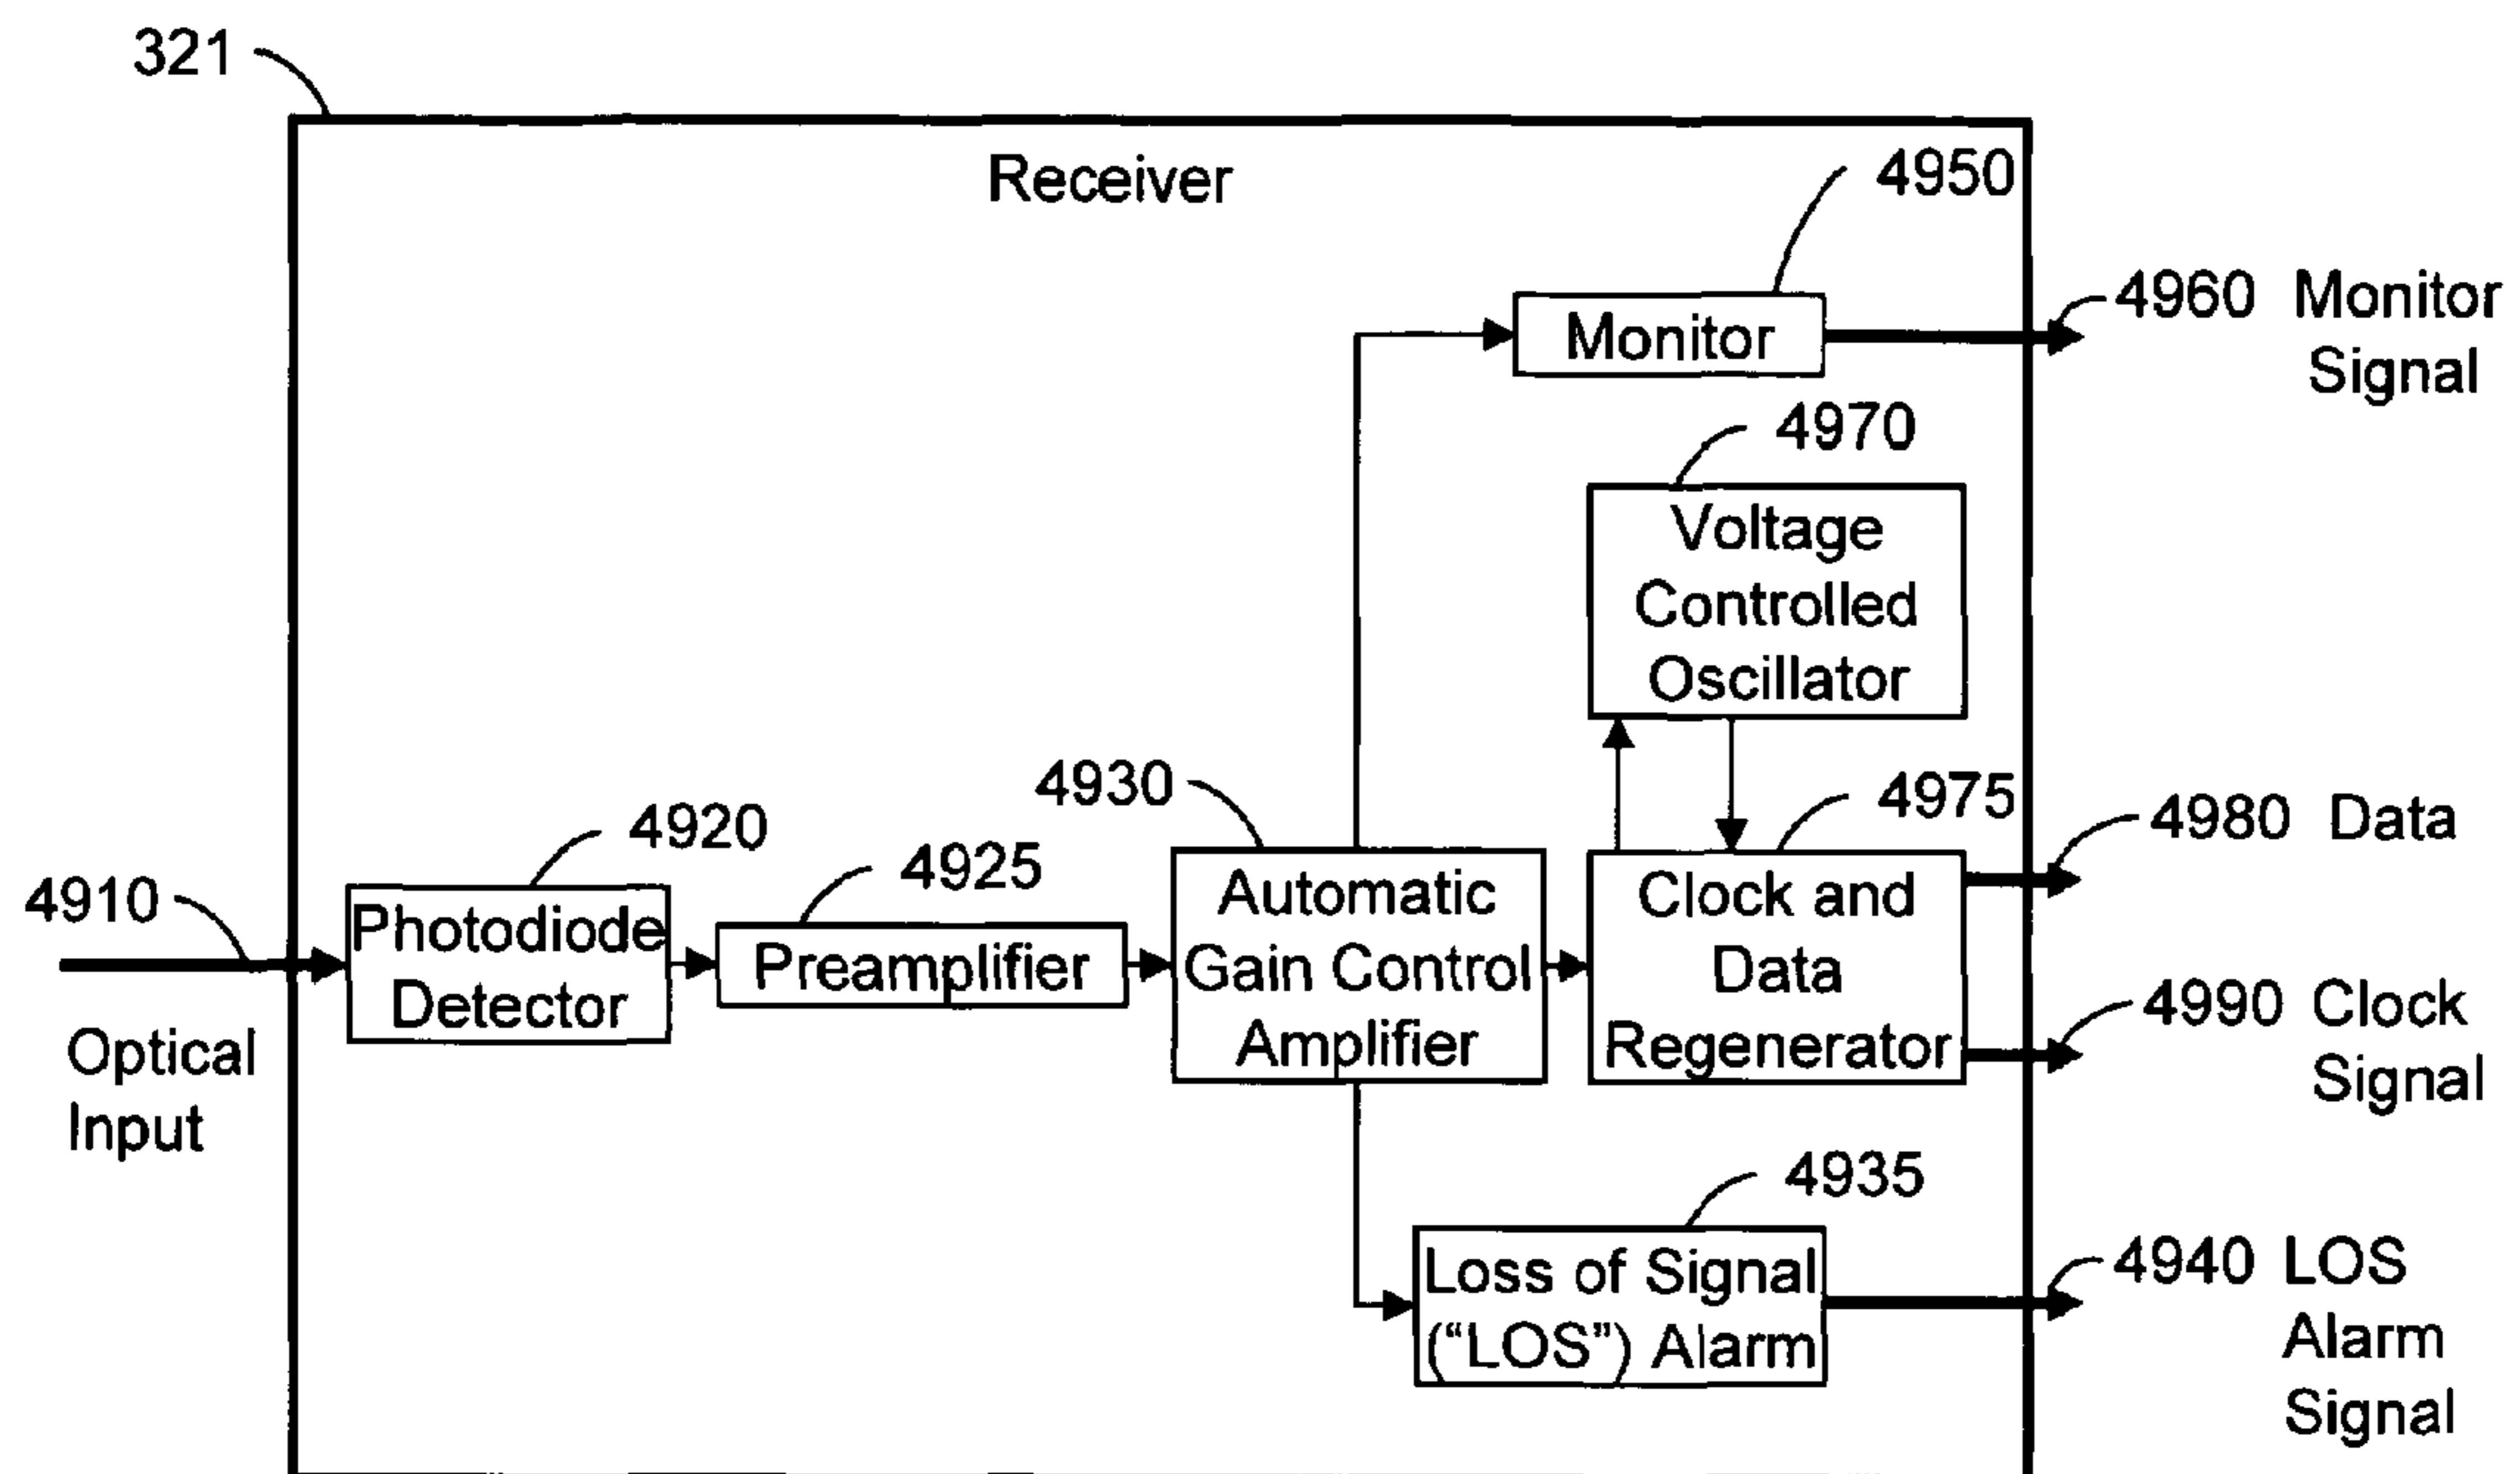 321
Receiver
4950
Monitor
4960 Monitor
Signal
4970
Voltage
Controlled
Oscillator
4930
4975
4980 Data
4920
4925
4910
Photodiode
Detector
Preamplifier
Automatic
Gain Control
Amplifier
Clock and
Data
Regenerator
4990 Clock
Signal
Optical
Input
4935
Loss of Signal
(“LOS”) Alarm
4940 LOS
Alarm
Signal